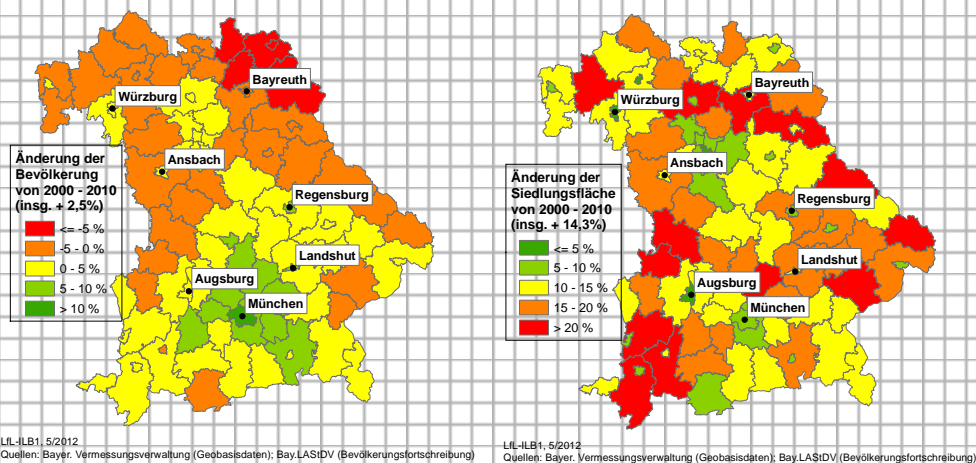 Bayreuth
Würzburg
Ansbach
Regensburg
Landshut
Augsburg
München
Änderung der
Bevölkerung
von 2000 - 2010
(insg. + 2,5%)
<= -5 %
-5 - 0 %
0 - 5 %
5 - 10 %
> 10 %
LfL-ILB1, 5/2012
Quellen: Bayer. Vermessungsverwaltung (Geobasisdaten); Bay.LAStDV (Bevölkerungsfortschreibung)
Bayreuth
Würzburg
Ansbach
Regensburg
Landshut
Augsburg
München
Änderung der
Siedlungsfläche
von 2000 - 2010
(insg. + 14,3%)
<= 5 %
5 - 10 %
10 - 15 %
15 - 20 %
> 20 %
LfL-ILB1, 5/2012
Quellen: Bayer. Vermessungsverwaltung (Geobasisdaten); Bay.LAStDV (Bevölkerungsfortschreibung)